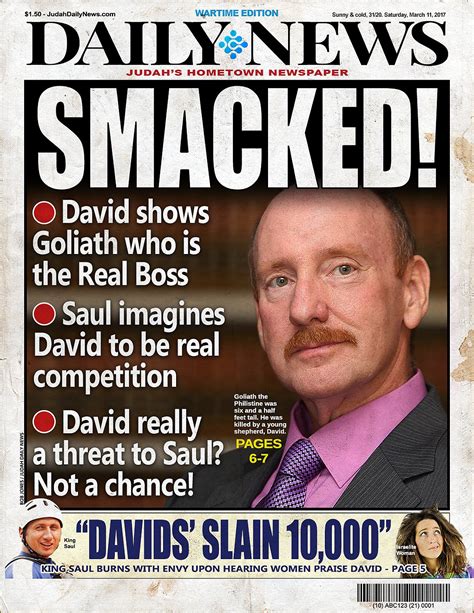 $1.50 - JudahDailyNews.com
WARTIME EDITION
Sunny & cold, 31/20. Saturday, March 11, 2017
DAILY NEWS
JUDAH'S HOMETOWN NEWSPAPER
SMACKED!
David shows
Goliath who is
the Real Boss
Saul imagines
David to be real
competition
David really
a threat to Saul?
Not a chance!
Goliath the
Philistine was
six and a half
feet tall. He was
killed by a young
shepherd, David.
PAGES
6-7
BOB JONES / JUDAH DAILY NEWS
King
Saul
"DAVIDS' SLAIN 10,000"
Israelite
Woman
KING SAUL BURNS WITH ENVY UPON HEARING WOMEN PRAISE DAVID - PAGE 5
(10) ABC123 (21) 0001